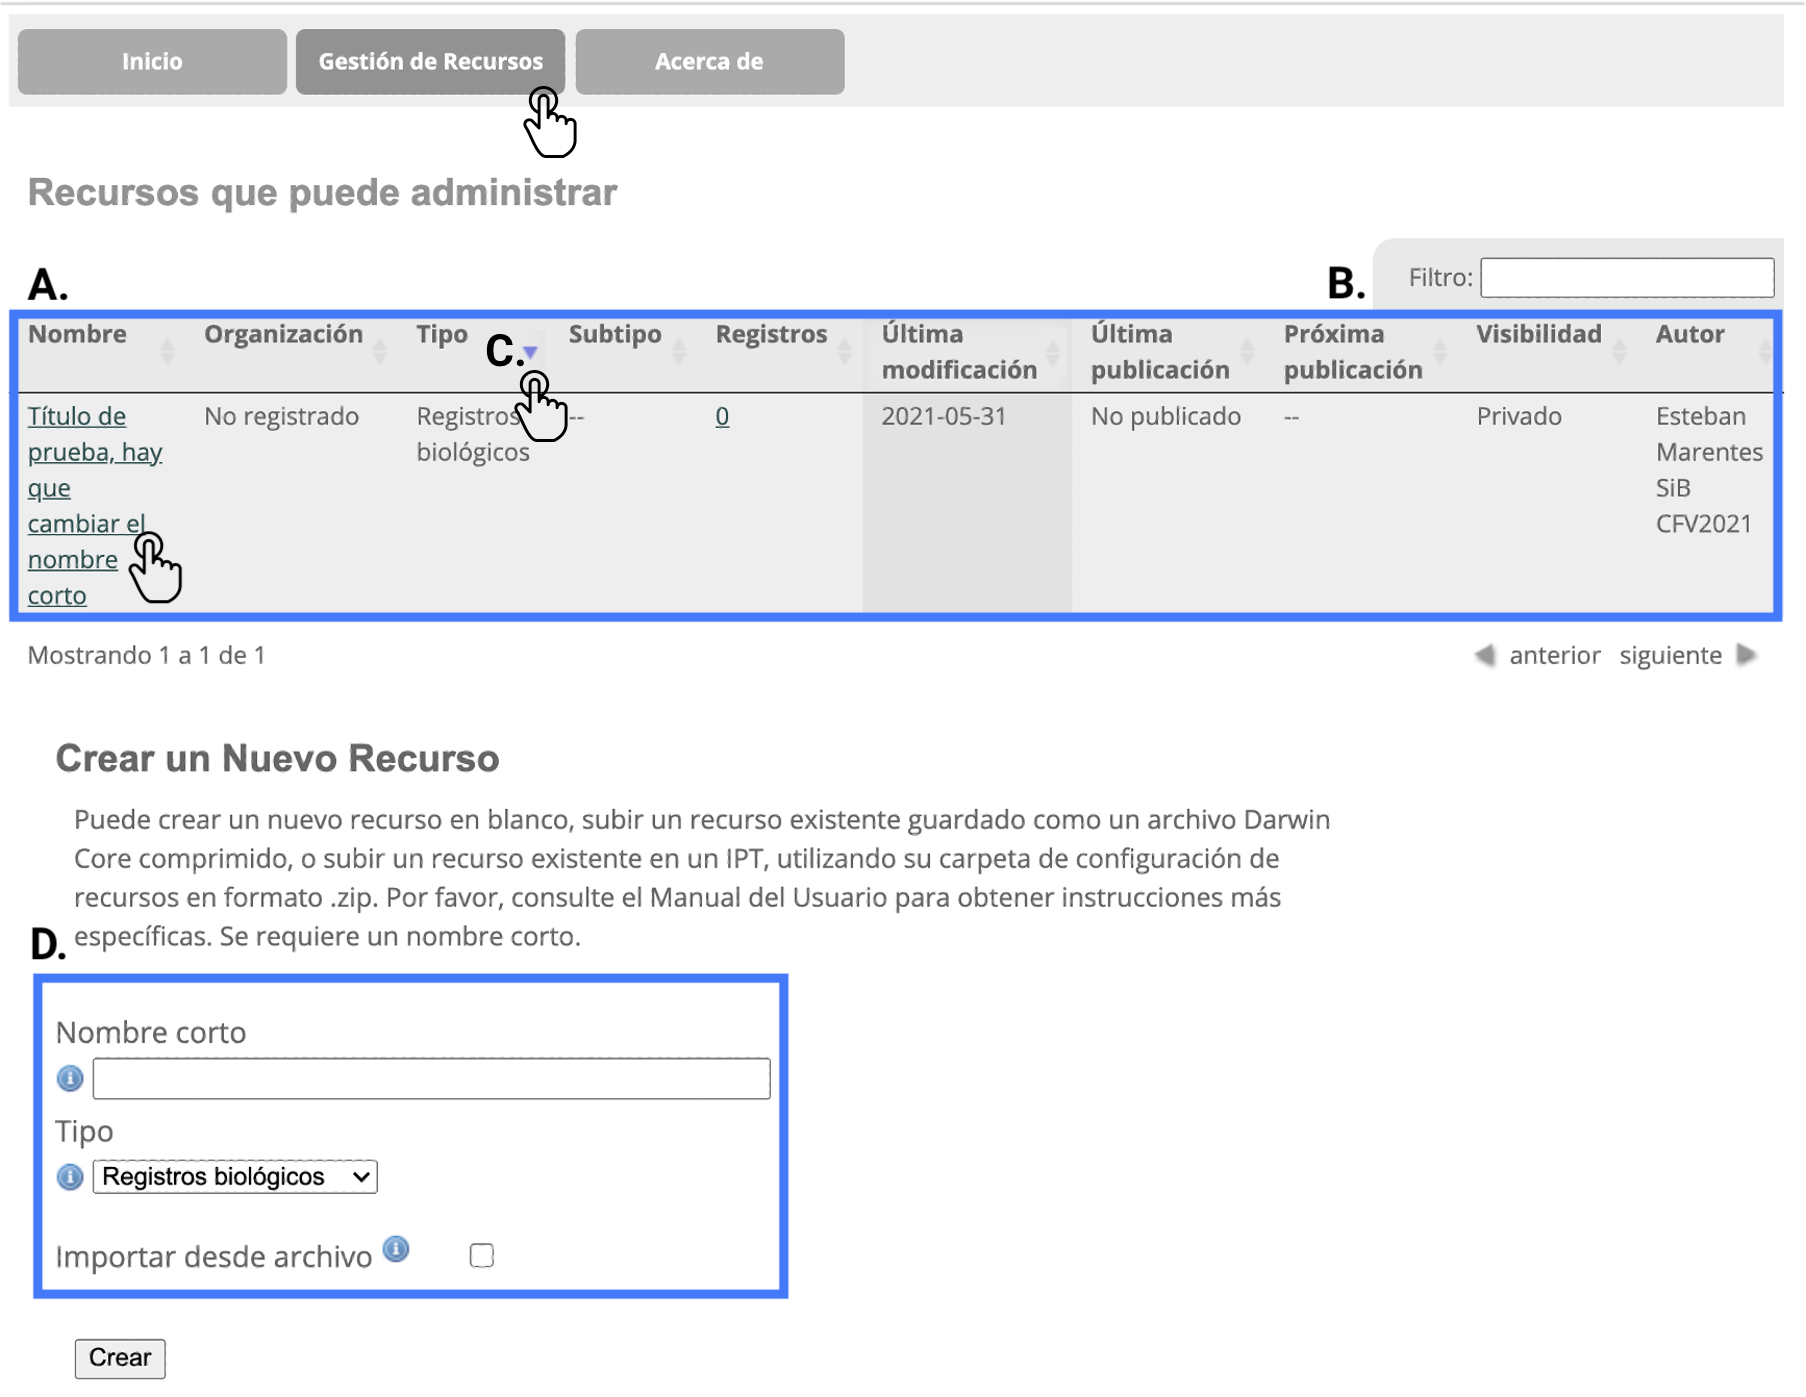 Inicio Gestión de Recursos Acerca de
Recursos que puede administrar
A. B. Filtro:
Nombre Organización Tipo C. Subtipo Registros Última modificación Última publicación Próxima publicación Visibilidad Autor
Título de prueba, hay que cambiar el nombre corto No registrado Registros biológicos -- 0 2021-05-31 No publicado -- Privado Esteban Marentes SiB CFV2021
Mostrando 1 a 1 de 1 anterior siguiente
Crear un Nuevo Recurso
Puede crear un nuevo recurso en blanco, subir un recurso existente guardado como un archivo Darwin
Core comprimido, o subir un recurso existente en un IPT, utilizando su carpeta de configuración de
recursos en formato .zip. Por favor, consulte el Manual del Usuario para obtener instrucciones más
específicas. Se requiere un nombre corto.
D.
Nombre corto
Tipo
Registros biológicos
Importar desde archivo
Crear